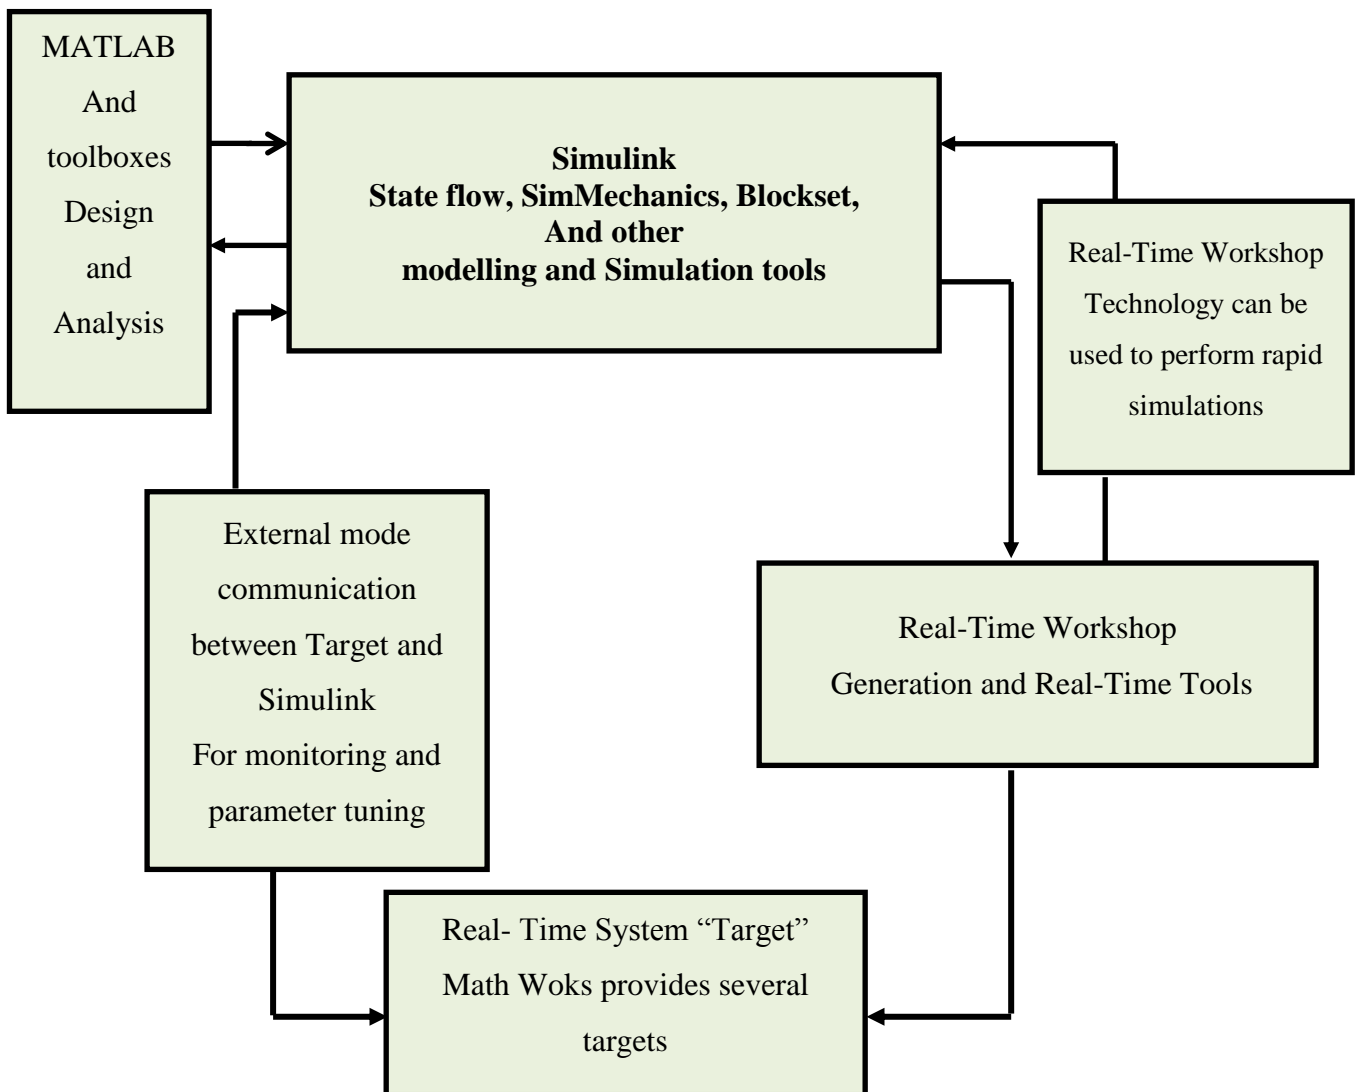 MATLAB
And
toolboxes
Design
and
Analysis
Simulink
State flow, SimMechanics, Blockset,
And other
modelling and Simulation tools
Real-Time Workshop
Technology can be
used to perform rapid
simulations
External mode
communication
between Target and
Simulink
For monitoring and
parameter tuning
Real-Time Workshop
Generation and Real-Time Tools
Real- Time System “Target”
Math Woks provides several
targets